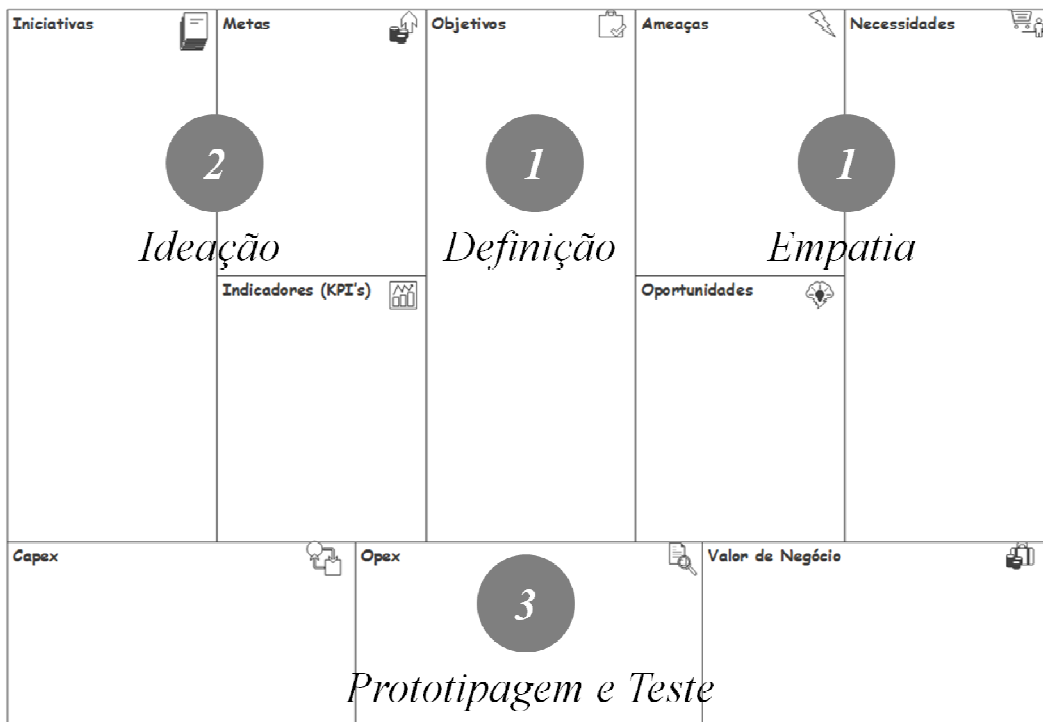 Iniciativas
Metas
Objetivos
Ameaças
Necessidades
2
1
1
Ideação
Definição
Empatia
Indicadores (KPI's)
Oportunidades
Capex
Opex
Valor de Negócio
3
Prototipagem e Teste